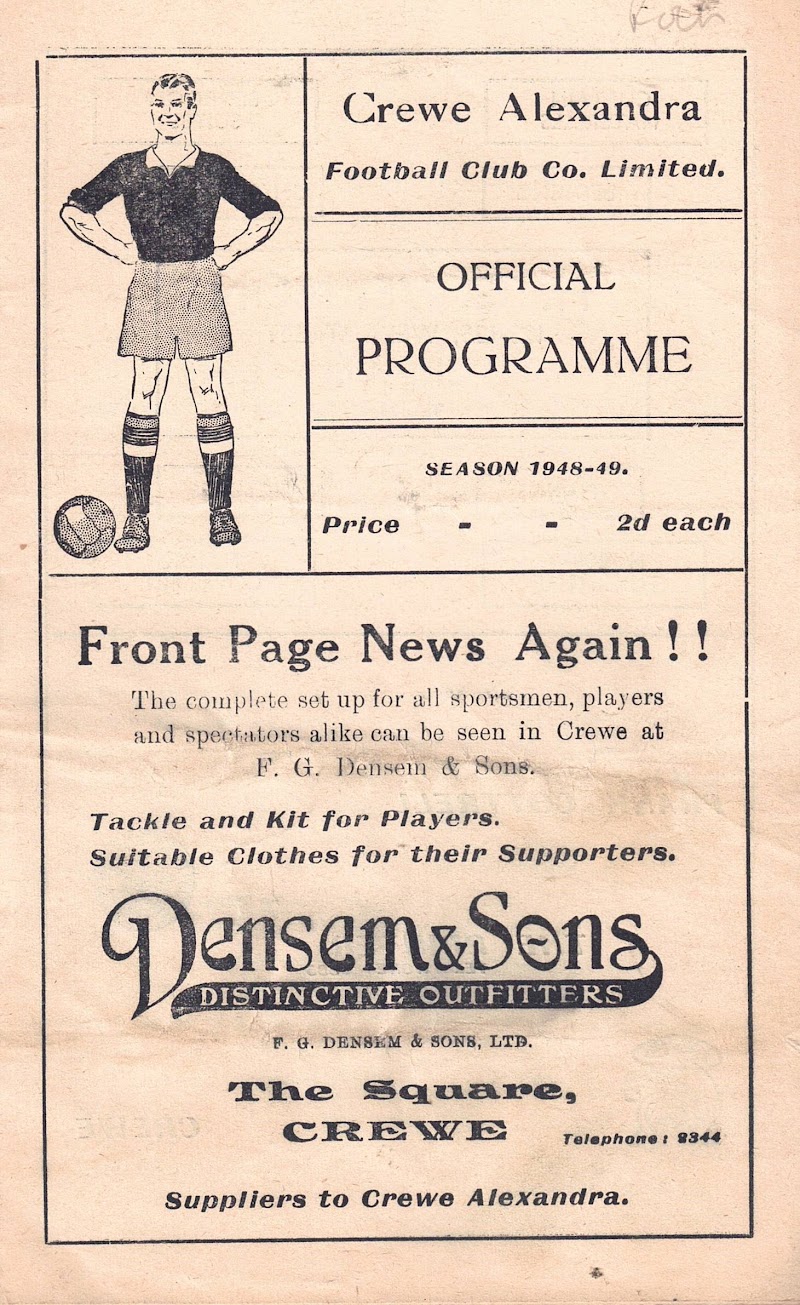 Crewe Alexandra
Football Club Co. Limited.
OFFICIAL
PROGRAMME
SEASON 1948-49.
Price - - 2d each
Front Page News Again ! !
The complete set up for all sportsmen, players
and spectators alike can be seen in Crewe at
F. G. Densem & Sons.
Tackle and Kit for Players.
Suitable Clothes for their Supporters.
Densem & Sons
DISTINCTIVE OUTFITTERS
F. G. DENSEM & SONS, LTD.
The Square,
CREWE
Telephone: 2344
Suppliers to Crewe Alexandra.